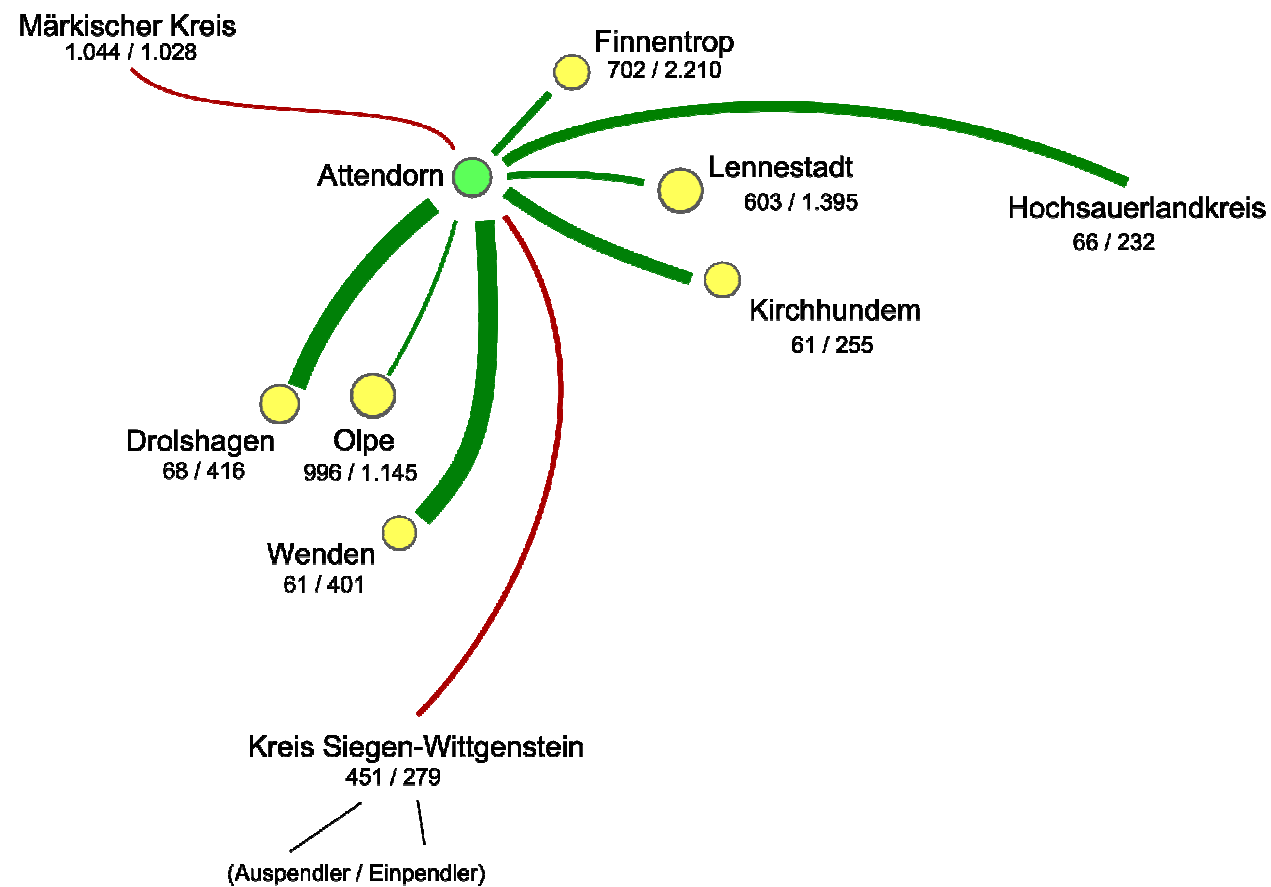 Märkischer Kreis
1.044 / 1.028
Finnentrop
702 / 2.210
Attendorn
Lennestadt
603 / 1.395
Hochsauerlandkreis
66 / 232
Kirchhundem
61 / 255
Drolshagen
68 / 416
Olpe
996 / 1.145
Wenden
61 / 401
Kreis Siegen-Wittgenstein
451 / 279
(Auspendler / Einpendler)